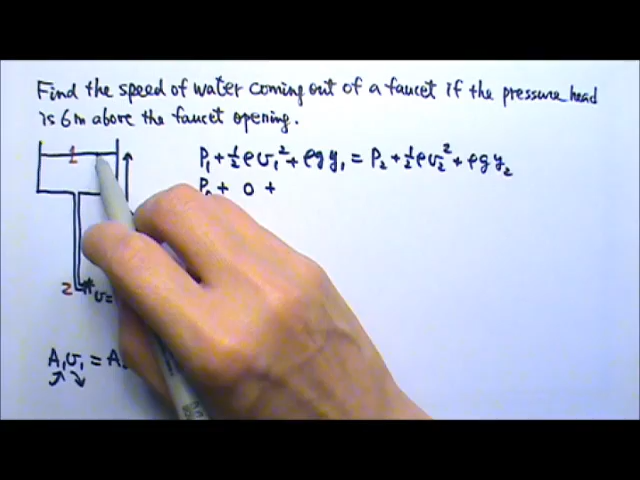 Find the speed of water coming out of a faucet if the pressure head
is 6m above the faucet opening.
1
P₁ + ½ρv₁² + ρgy₁ = P₂ + ½ρv₂² + ρgy₂
+ 0 +
2 v=
A₁v₁ = A